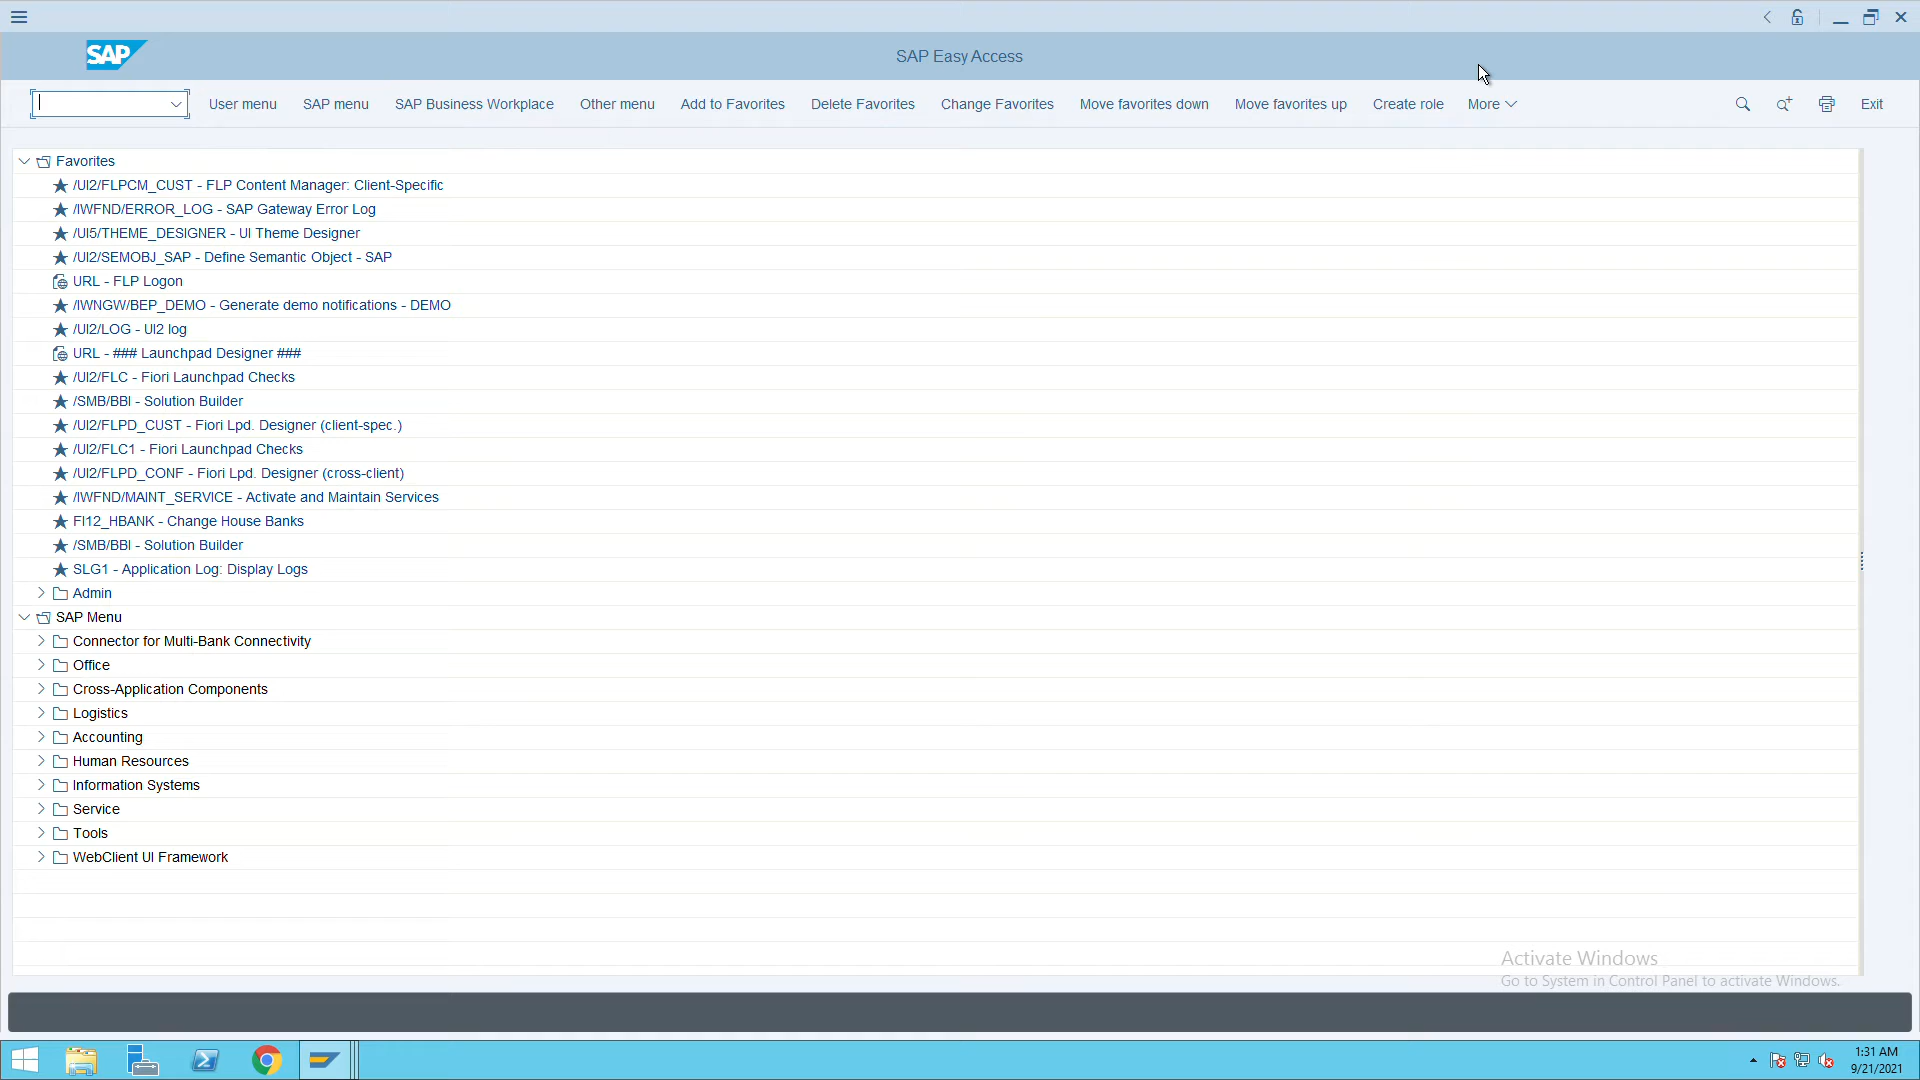 SAP
SAP Easy Access
User menu
SAP menu
SAP Business Workplace
Other menu
Add to Favorites
Delete Favorites
Change Favorites
Move favorites down
Move favorites up
Create role
More
Exit
Favorites
/UI2/FLPCM_CUST - FLP Content Manager: Client-Specific
/IWFND/ERROR_LOG - SAP Gateway Error Log
/UI5/THEME_DESIGNER - UI Theme Designer
/UI2/SEMOBJ_SAP - Define Semantic Object - SAP
URL - FLP Logon
/IWNGW/BEP_DEMO - Generate demo notifications - DEMO
/UI2/LOG - UI2 log
URL - ### Launchpad Designer ###
/UI2/FLC - Fiori Launchpad Checks
/SMB/BBI - Solution Builder
/UI2/FLPD_CUST - Fiori Lpd. Designer (client-spec.)
/UI2/FLC1 - Fiori Launchpad Checks
/UI2/FLPD_CONF - Fiori Lpd. Designer (cross-client)
/IWFND/MAINT_SERVICE - Activate and Maintain Services
FI12_HBANK - Change House Banks
/SMB/BBI - Solution Builder
SLG1 - Application Log: Display Logs
Admin
SAP Menu
Connector for Multi-Bank Connectivity
Office
Cross-Application Components
Logistics
Accounting
Human Resources
Information Systems
Service
Tools
WebClient UI Framework
Activate Windows
Go to System in Control Panel to activate Windows.
1:31 AM
9/21/2021